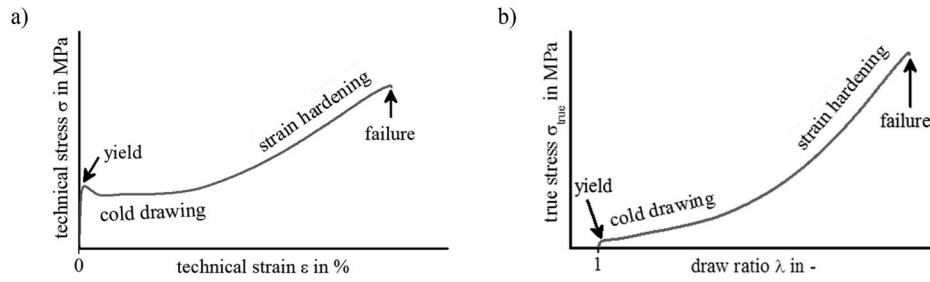 a)
technical stress σ in MPa
yield
cold drawing
strain hardening
failure
0
technical strain ε in %
b)
true stress σtrue in MPa
yield
cold drawing
strain hardening
failure
1
draw ratio λ in -